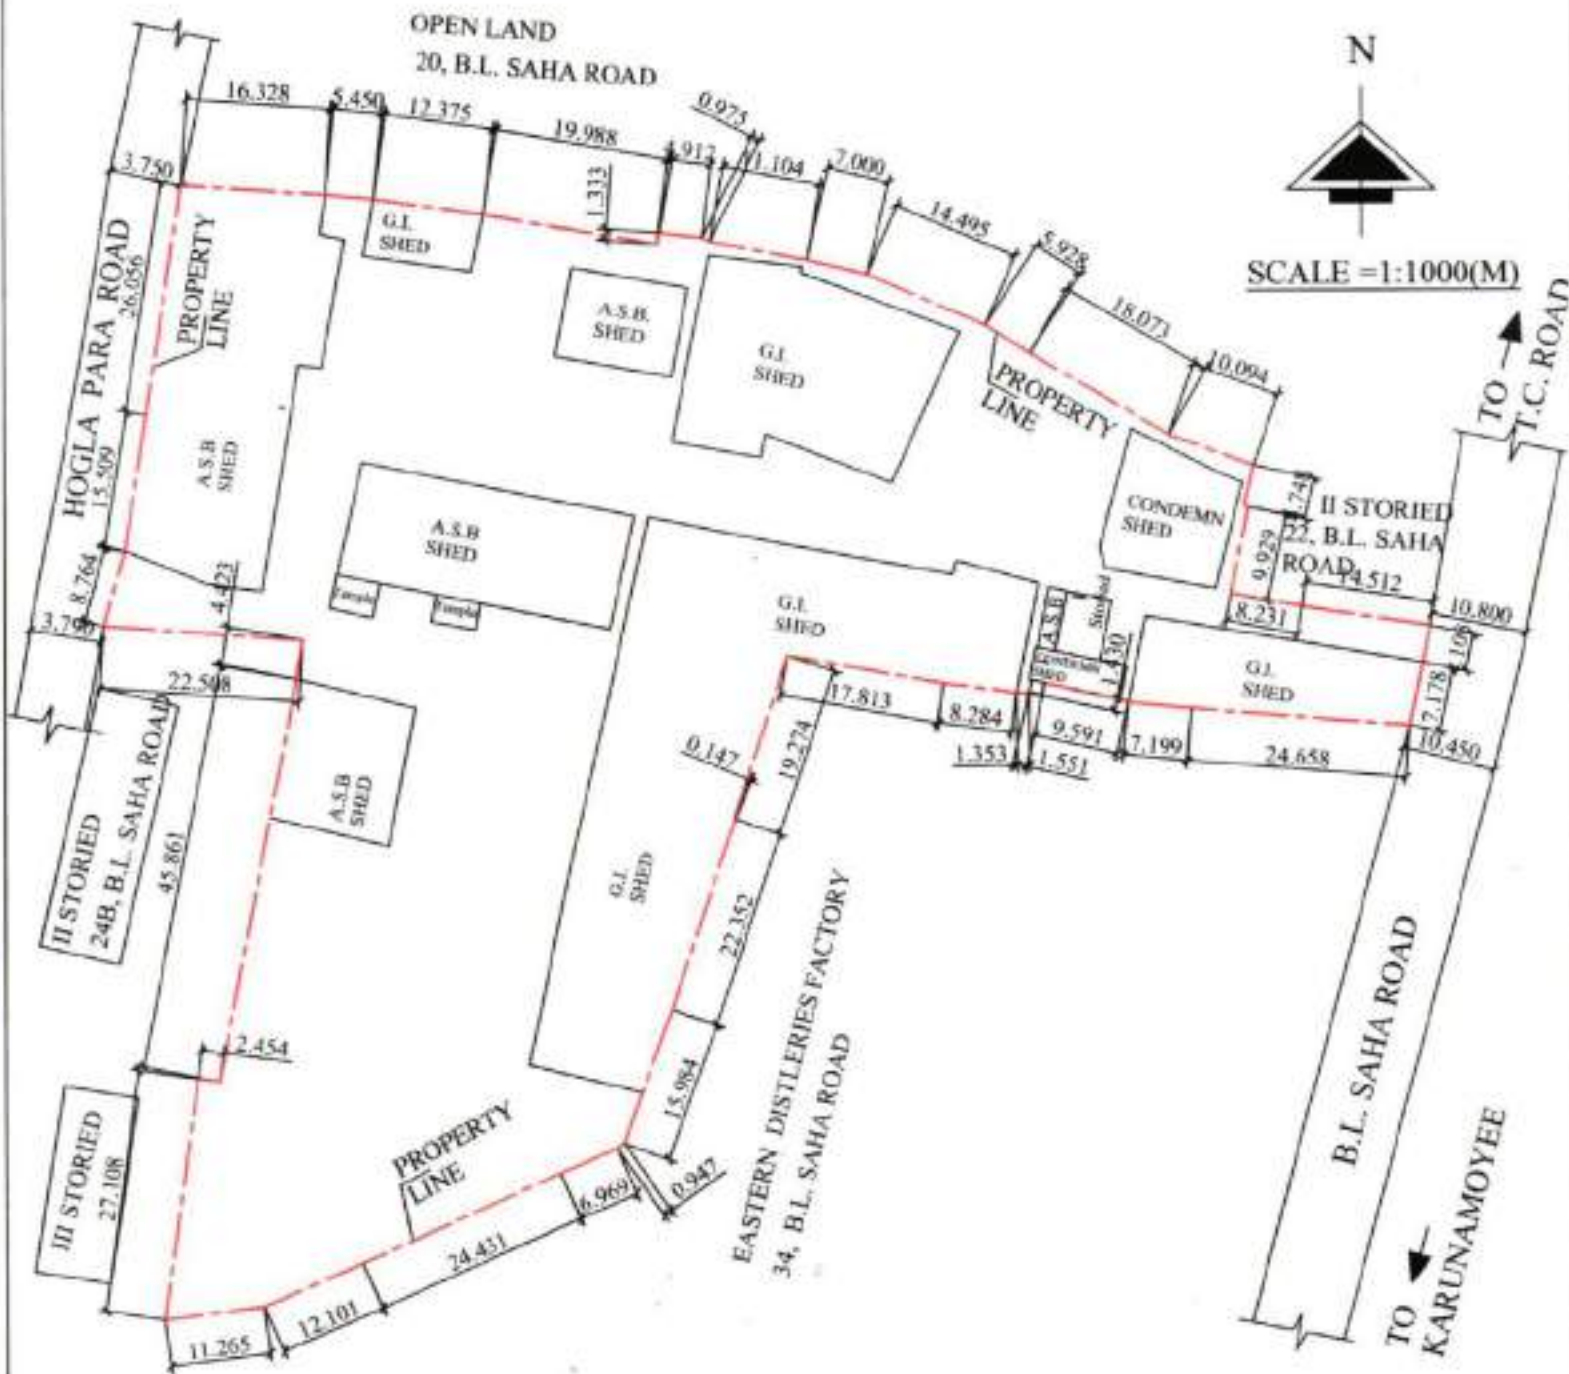 OPEN LAND
20, B.L. SAHA ROAD
N
SCALE =1:1000(M)
16.328
5.450
12.375
19.988
0.975
7.000
14.495
5.928
18.073
10.094
3.750
1.333
HOGLA PARA ROAD
26.056
15.509
8.764
3.790
PROPERTY
LINE
G.I.
SHED
A.S.B.
SHED
G.I.
SHED
PROPERTY
LINE
A.S.B
SHED
A.S.B
SHED
Temple
Temple
CONDEMN
SHED
TO
T.C. ROAD
II STORIED
22, B.L. SAHA
ROAD
9.929
14.512
8.231
10.800
7.178
10.450
4.423
22.508
G.I.
SHED
A.S.B
1.430
G.I.
SHED
17.813
8.284
1.353
1.551
9.591
7.199
24.658
0.147
19.274
22.352
15.984
A.S.B
SHED
G.I.
SHED
II STORIED
24B, B.L. SAHA ROAD
45.861
2.454
III STORIED
27.108
PROPERTY
LINE
11.265
12.101
24.431
6.969
0.947
EASTERN DISTLERIES FACTORY
34, B.L. SAHA ROAD
B.L. SAHA ROAD
TO
KARUNAMOYEE